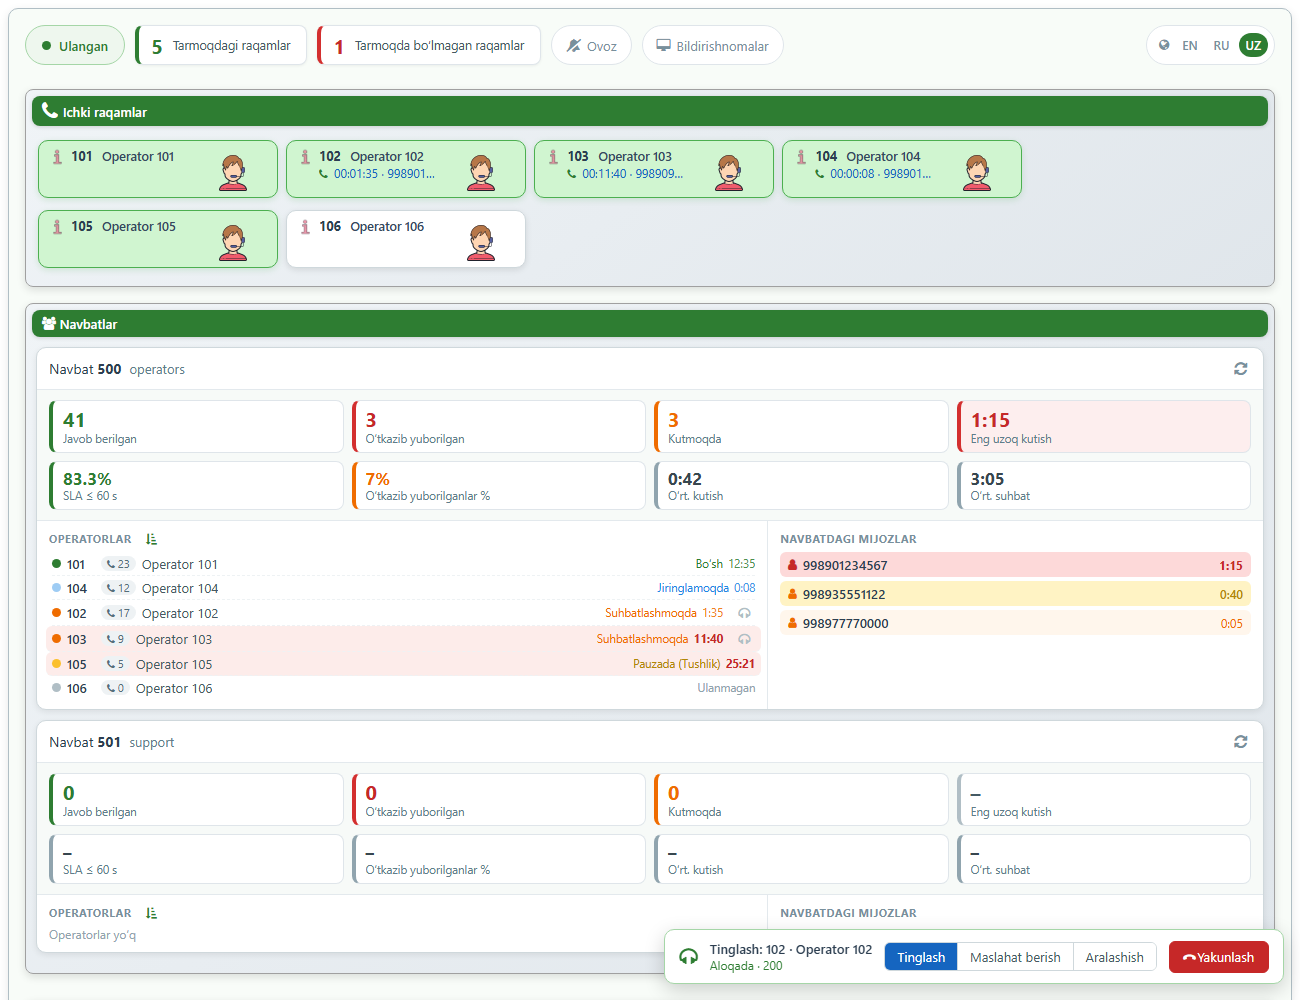 Ulangan
5 Tarmoqdagi raqamlar
1 Tarmoqda bo'lmagan raqamlar
Ovoz
Bildirishnomalar
EN RU UZ
Ichki raqamlar
101 Operator 101
102 Operator 102
00:01:35 · 998901...
103 Operator 103
00:11:40 · 998909...
104 Operator 104
00:00:08 · 998901...
105 Operator 105
106 Operator 106
Navbatlar
Navbat 500 operators
41
Javob berilgan
3
O'tkazib yuborilgan
3
Kutmoqda
1:15
Eng uzoq kutish
83.3%
SLA ≤ 60 s
7%
O'tkazib yuborilganlar %
0:42
O'rt. kutish
3:05
O'rt. suhbat
OPERATORLAR
101 23 Operator 101 Bo'sh 12:35
104 12 Operator 104 Jiringlamoqda 0:08
102 17 Operator 102 Suhbatlashmoqda 1:35
103 9 Operator 103 Suhbatlashmoqda 11:40
105 5 Operator 105 Pauzada (Tushlik) 25:21
106 0 Operator 106 Ulanmagan
NAVBATDAGI MIJOZLAR
998901234567 1:15
998935551122 0:40
998977770000 0:05
Navbat 501 support
0
Javob berilgan
0
O'tkazib yuborilgan
0
Kutmoqda
–
Eng uzoq kutish
–
SLA ≤ 60 s
–
O'tkazib yuborilganlar %
–
O'rt. kutish
–
O'rt. suhbat
OPERATORLAR
Operatorlar yo'q
NAVBATDAGI MIJOZLAR
Tinglash: 102 · Operator 102
Aloqada · 200
Tinglash
Maslahat berish
Aralashish
Yakunlash